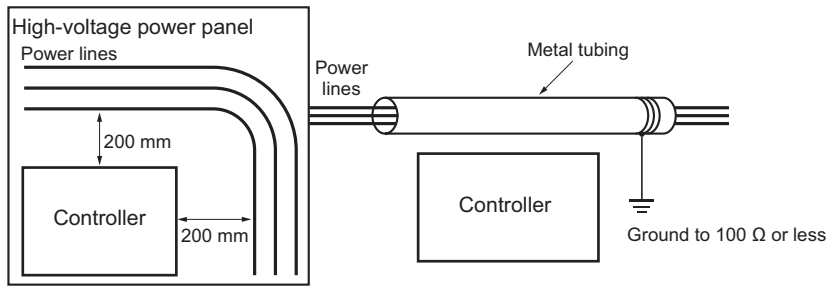 High-voltage power panel
Power lines
200 mm
Controller
200 mm
Power
lines
Metal tubing
Controller
Ground to 100 Ω or less